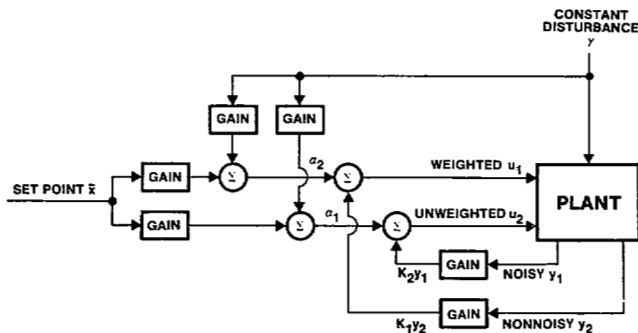 CONSTANT
DISTURBANCE
γ
GAIN
GAIN
SET POINT x̄
GAIN
Σ
α₂
Σ
WEIGHTED u₁
PLANT
GAIN
Σ
α₁
Σ
UNWEIGHTED u₂
K₂y₁
GAIN
NOISY y₁
K₁y₂
GAIN
NONNOISY y₂